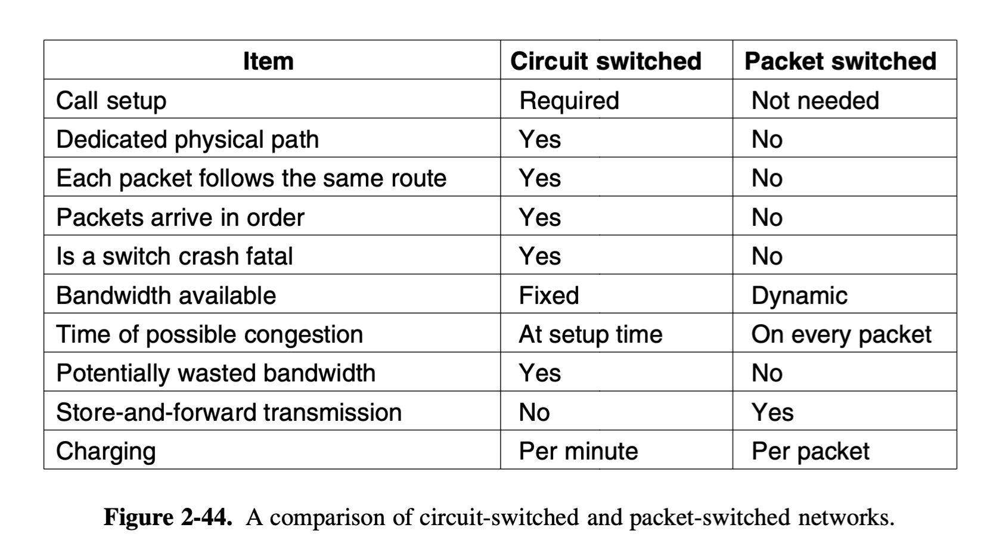 Item Circuit switched Packet switched
Call setup Required Not needed
Dedicated physical path Yes No
Each packet follows the same route Yes No
Packets arrive in order Yes No
Is a switch crash fatal Yes No
Bandwidth available Fixed Dynamic
Time of possible congestion At setup time On every packet
Potentially wasted bandwidth Yes No
Store-and-forward transmission No Yes
Charging Per minute Per packet
Figure 2-44. A comparison of circuit-switched and packet-switched networks.